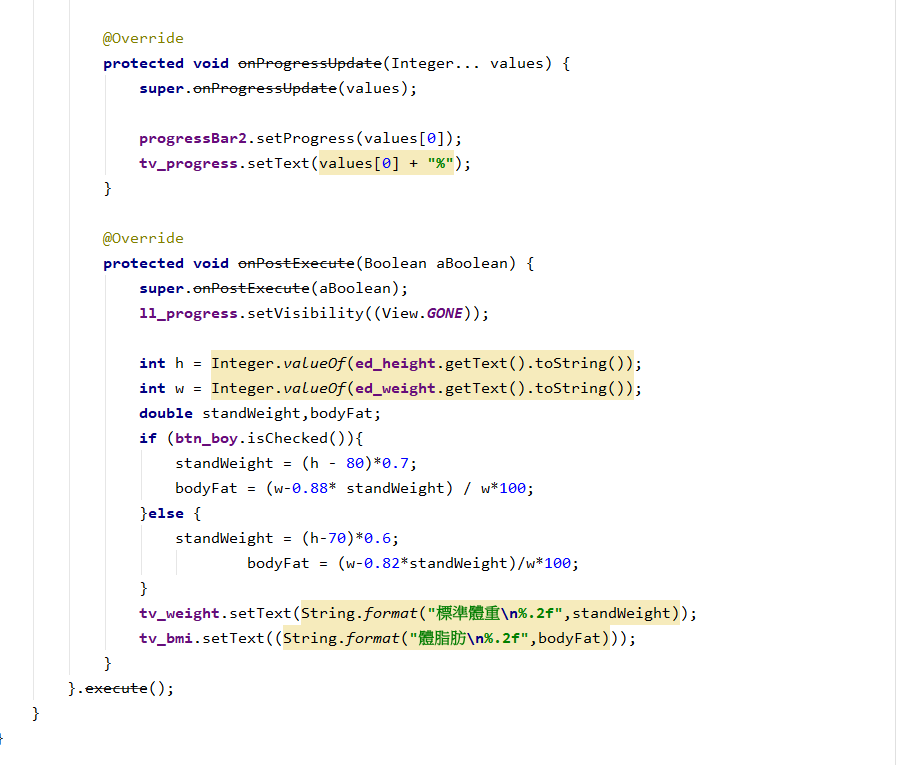 @Override
protected void onProgressUpdate(Integer... values) {
super.onProgressUpdate(values);
progressBar2.setProgress(values[0]);
tv_progress.setText(values[0] + "%");
}
@Override
protected void onPostExecute(Boolean aBoolean) {
super.onPostExecute(aBoolean);
ll_progress.setVisibility((View.GONE));
int h = Integer.valueOf(ed_height.getText().toString());
int w = Integer.valueOf(ed_weight.getText().toString());
double standWeight,bodyFat;
if (btn_boy.isChecked()){
standWeight = (h - 80)*0.7;
bodyFat = (w-0.88* standWeight) / w*100;
}else {
standWeight = (h-70)*0.6;
bodyFat = (w-0.82*standWeight)/w*100;
}
tv_weight.setText(String.format("標準體重\n%.2f",standWeight));
tv_bmi.setText((String.format("體脂肪\n%.2f",bodyFat)));
}
}.execute();
}
}